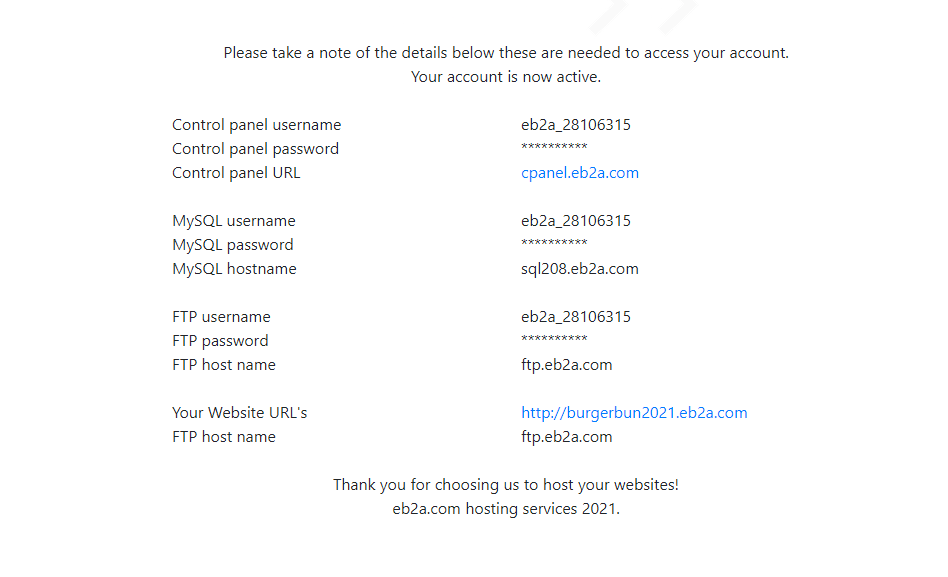 Please take a note of the details below these are needed to access your account.
Your account is now active.
Control panel username eb2a_28106315
Control panel password **********
Control panel URL cpanel.eb2a.com
MySQL username eb2a_28106315
MySQL password **********
MySQL hostname sql208.eb2a.com
FTP username eb2a_28106315
FTP password **********
FTP host name ftp.eb2a.com
Your Website URL's http://burgerbun2021.eb2a.com
FTP host name ftp.eb2a.com
Thank you for choosing us to host your websites!
eb2a.com hosting services 2021.